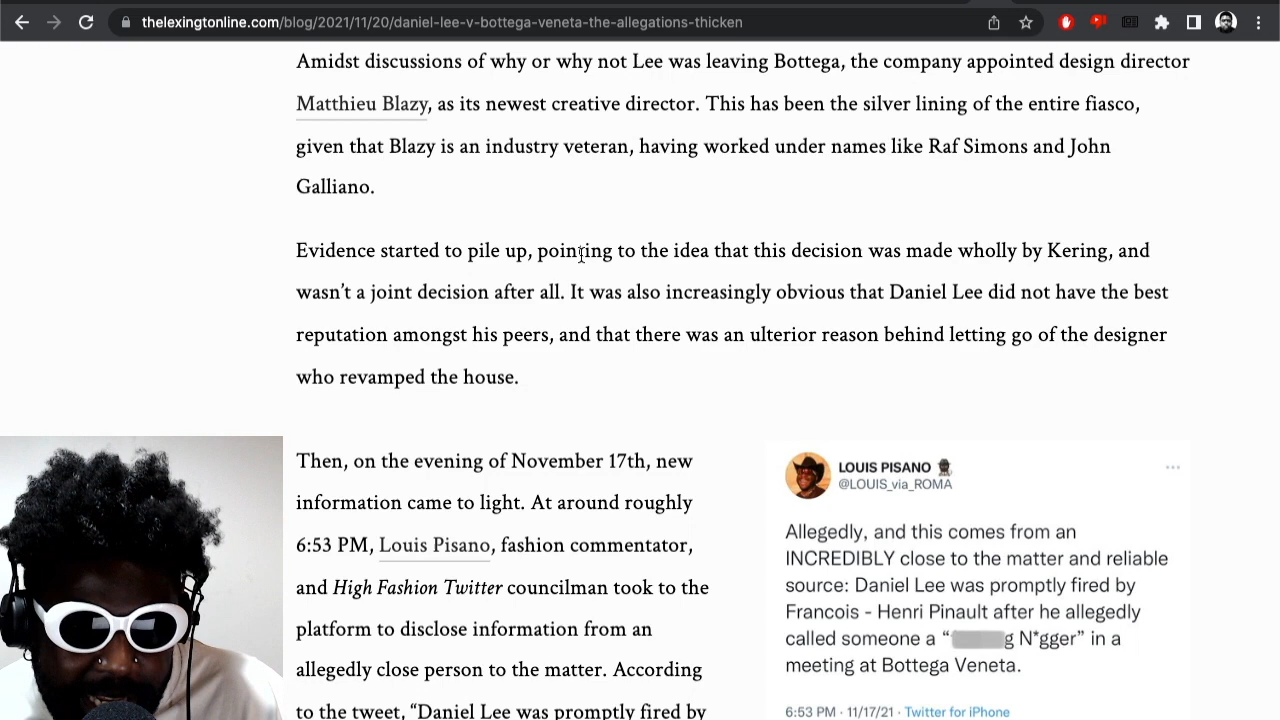 thelexingtononline.com/blog/2021/11/20/daniel-lee-v-bottega-veneta-the-allegations-thicken
Amidst discussions of why or why not Lee was leaving Bottega, the company appointed design director
Matthieu Blazy, as its newest creative director. This has been the silver lining of the entire fiasco,
given that Blazy is an industry veteran, having worked under names like Raf Simons and John
Galliano.
Evidence started to pile up, pointing to the idea that this decision was made wholly by Kering, and
wasn’t a joint decision after all. It was also increasingly obvious that Daniel Lee did not have the best
reputation amongst his peers, and that there was an ulterior reason behind letting go of the designer
who revamped the house.
Then, on the evening of November 17th, new
information came to light. At around roughly
6:53 PM, Louis Pisano, fashion commentator,
and High Fashion Twitter councilman took to the
platform to disclose information from an
allegedly close person to the matter. According
to the tweet, “Daniel Lee was promptly fired by
LOUIS PISANO
@LOUIS_via_ROMA
Allegedly, and this comes from an
INCREDIBLY close to the matter and reliable
source: Daniel Lee was promptly fired by
Francois - Henri Pinault after he allegedly
called someone a “g N*gger” in a
meeting at Bottega Veneta.
6:53 PM · 11/17/21 · Twitter for iPhone